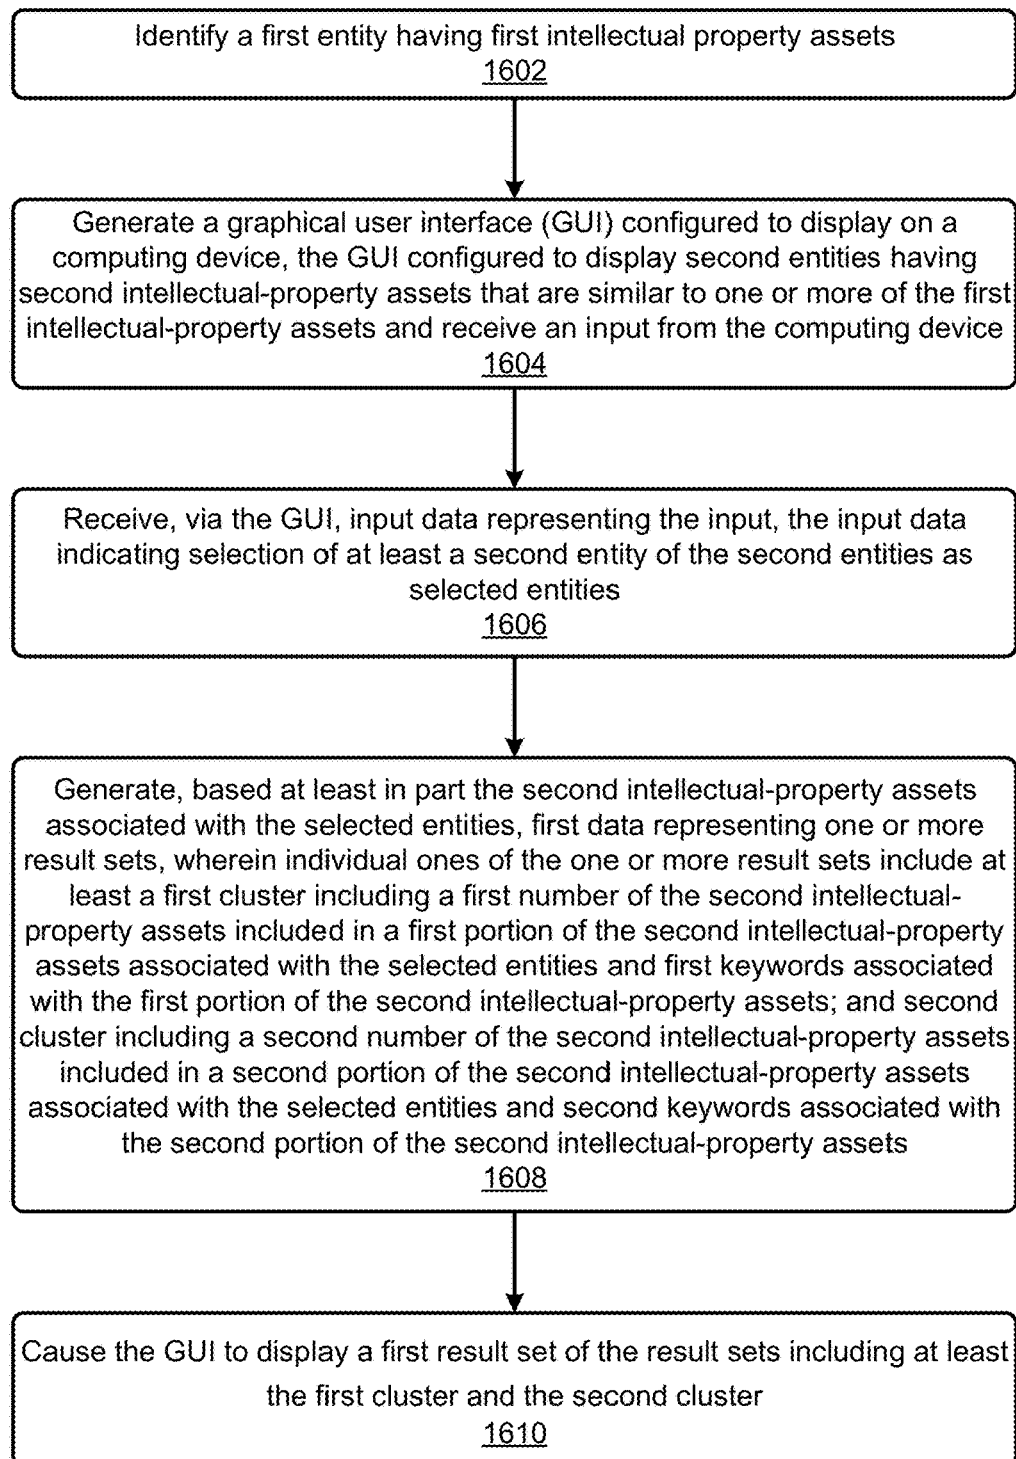 Identify a first entity having first intellectual property assets
1602
Generate a graphical user interface (GUI) configured to display on a
computing device, the GUI configured to display second entities having
second intellectual-property assets that are similar to one or more of the first
intellectual-property assets and receive an input from the computing device
1604
Receive, via the GUI, input data representing the input, the input data
indicating selection of at least a second entity of the second entities as
selected entities
1606
Generate, based at least in part the second intellectual-property assets
associated with the selected entities, first data representing one or more
result sets, wherein individual ones of the one or more result sets include at
least a first cluster including a first number of the second intellectual-
property assets included in a first portion of the second intellectual-property
assets associated with the selected entities and first keywords associated
with the first portion of the second intellectual-property assets; and second
cluster including a second number of the second intellectual-property assets
included in a second portion of the second intellectual-property assets
associated with the selected entities and second keywords associated with
the second portion of the second intellectual-property assets
1608
Cause the GUI to display a first result set of the result sets including at least
the first cluster and the second cluster
1610